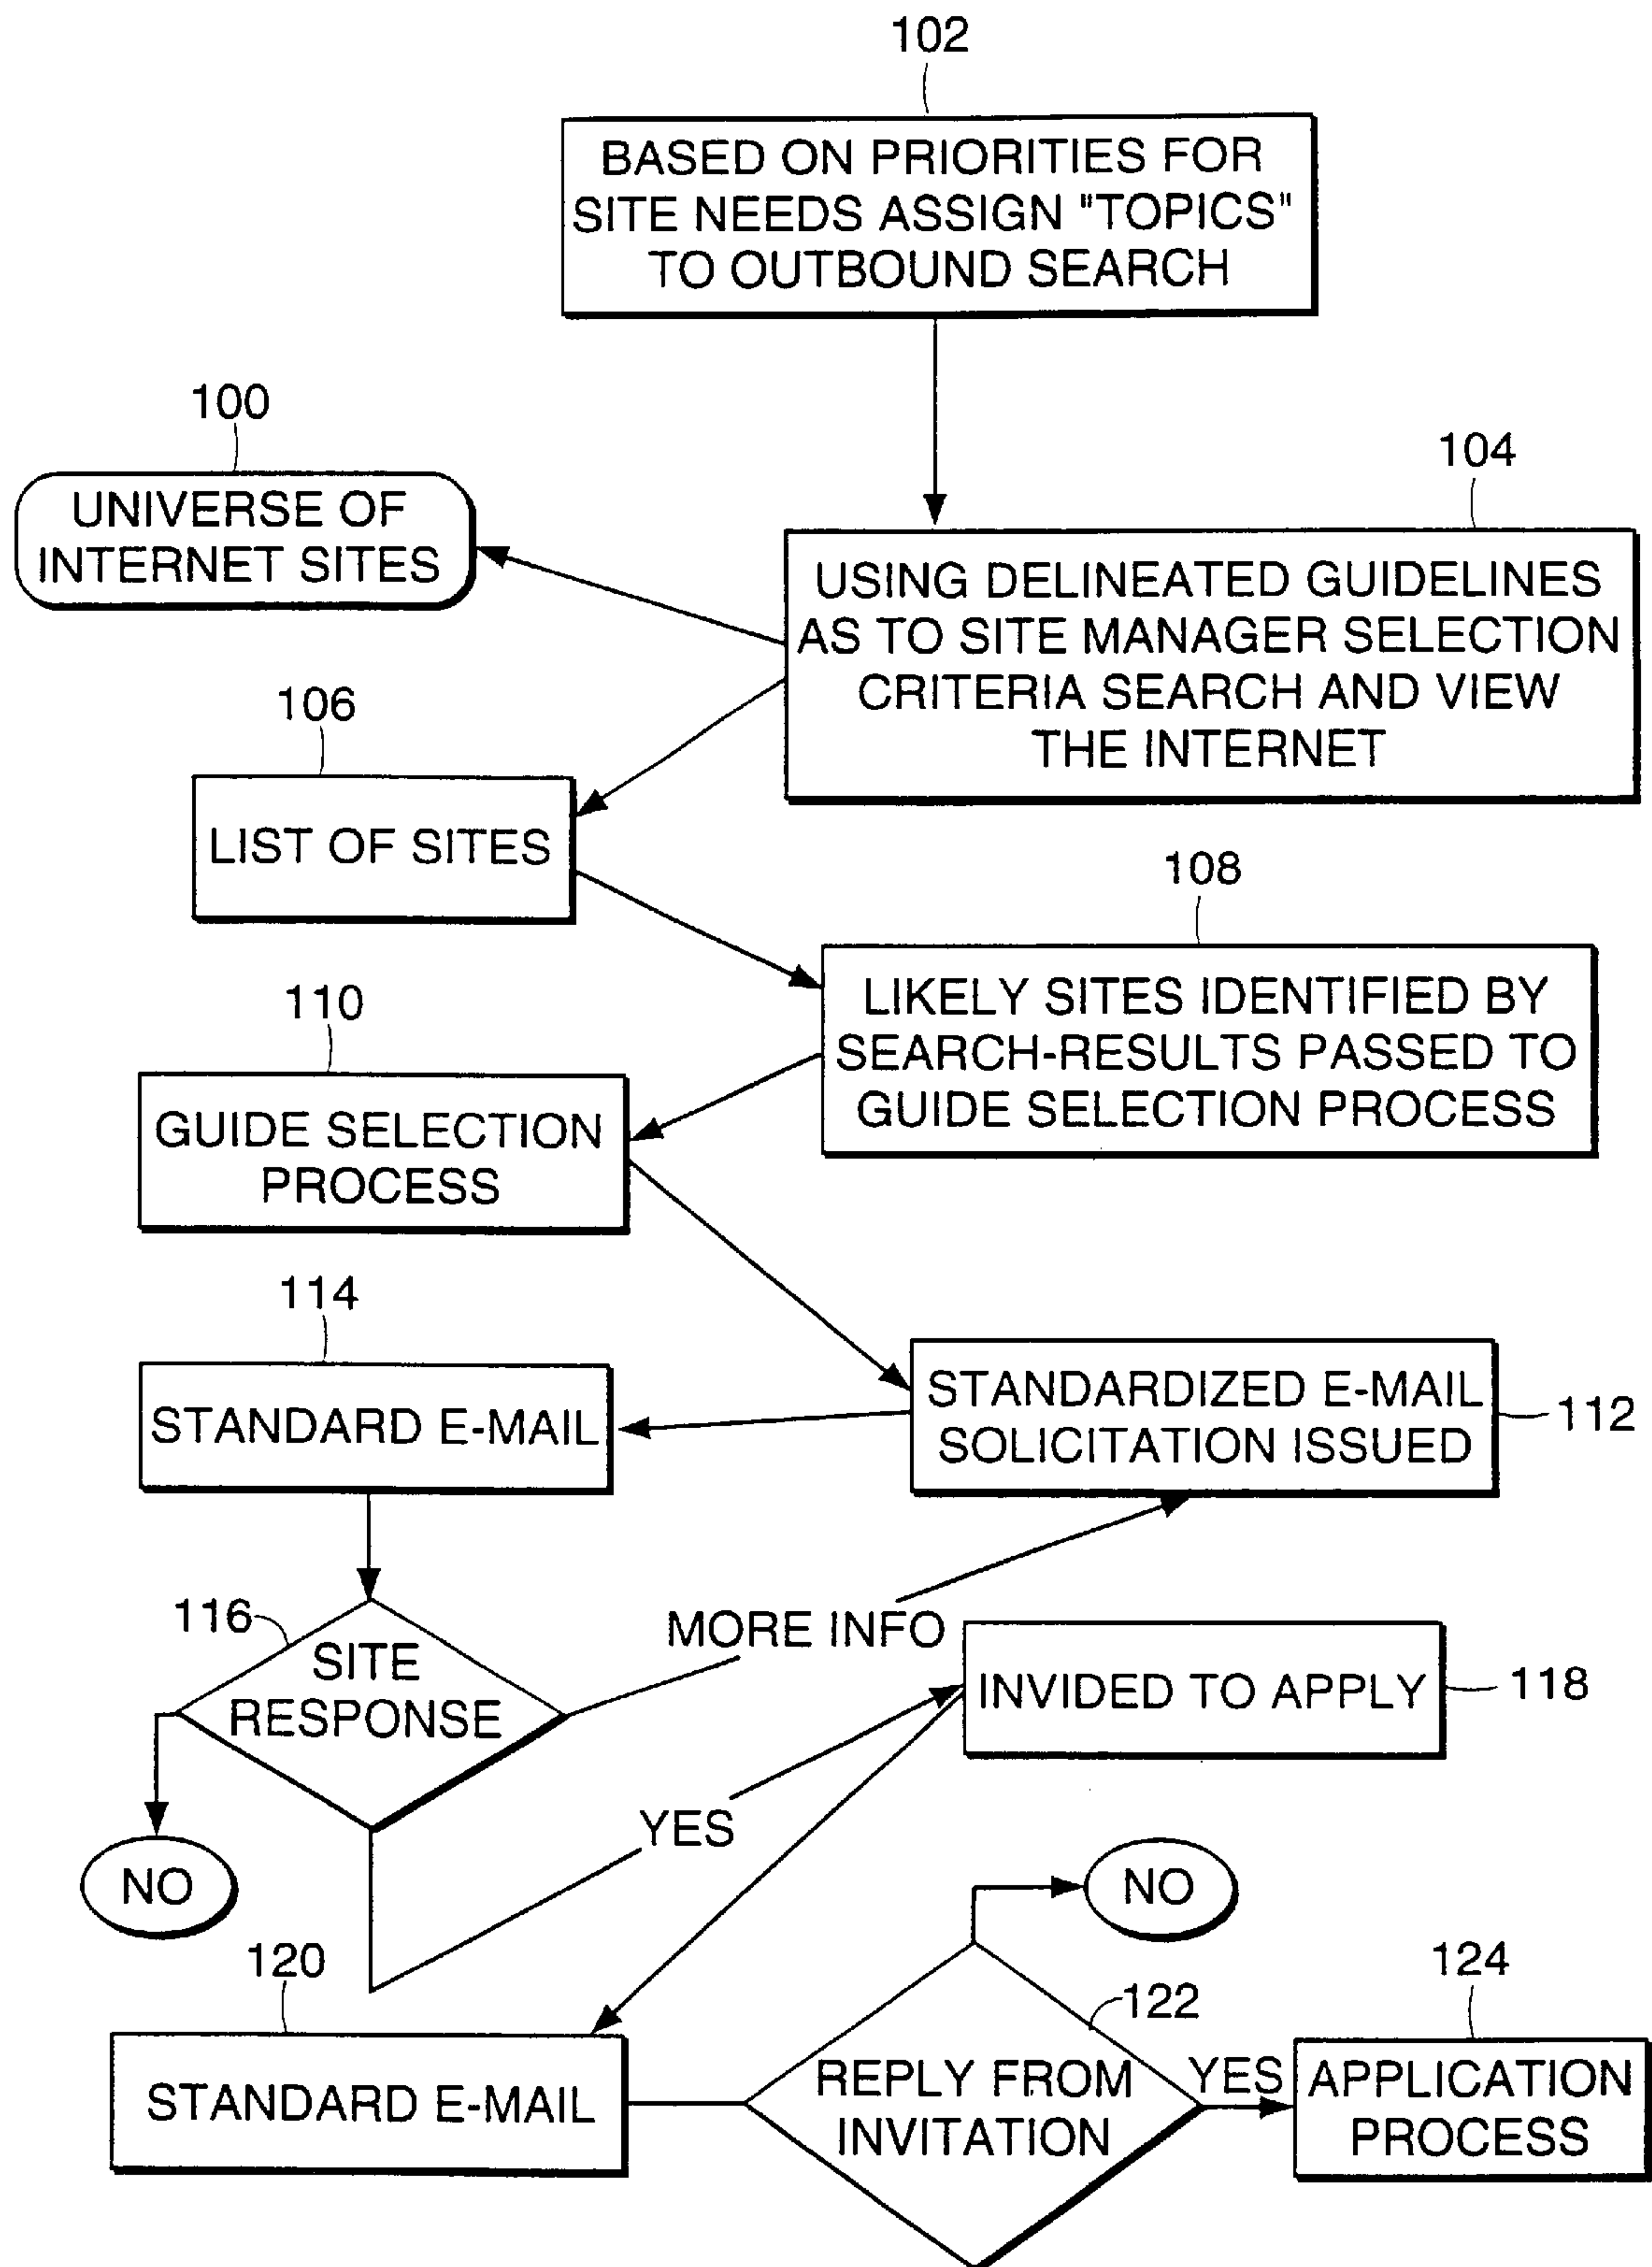 102
BASED ON PRIORITIES FOR
SITE NEEDS ASSIGN "TOPICS"
TO OUTBOUND SEARCH
100
UNIVERSE OF
INTERNET SITES
104
USING DELINEATED GUIDELINES
AS TO SITE MANAGER SELECTION
CRITERIA SEARCH AND VIEW
THE INTERNET
106
LIST OF SITES
108
LIKELY SITES IDENTIFIED BY
SEARCH-RESULTS PASSED TO
GUIDE SELECTION PROCESS
110
GUIDE SELECTION
PROCESS
114
STANDARD E-MAIL
STANDARDIZED E-MAIL
SOLICITATION ISSUED
112
116
SITE
RESPONSE
MORE INFO
INVIDED TO APPLY
118
YES
NO
NO
120
STANDARD E-MAIL
122
REPLY FROM
INVITATION
YES
124
APPLICATION
PROCESS